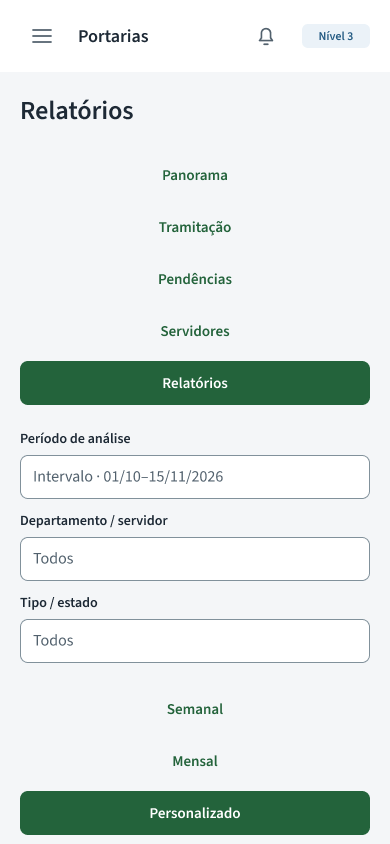 Portarias
Nível 3
Relatórios
Panorama
Tramitação
Pendências
Servidores
Relatórios
Período de análise
Intervalo · 01/10–15/11/2026
Departamento / servidor
Todos
Tipo / estado
Todos
Semanal
Mensal
Personalizado